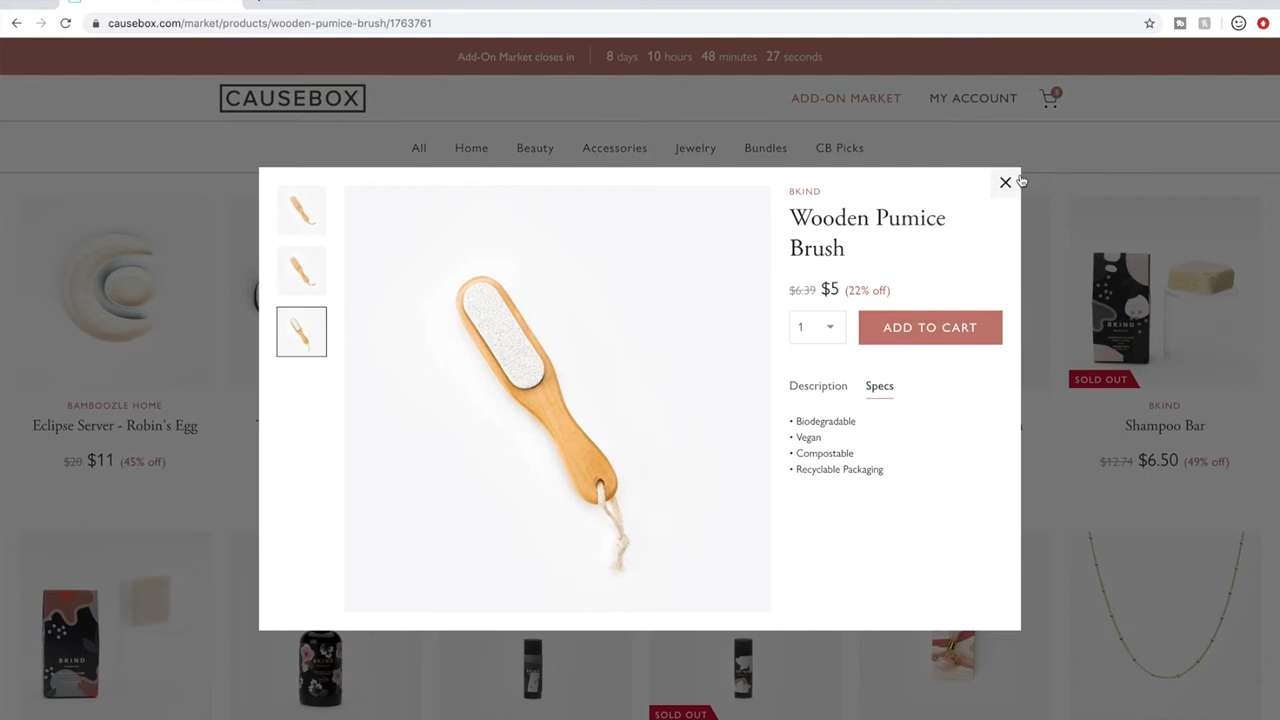 causebox.com/market/products/wooden-pumice-brush/1763761
Add-On Market closes in 8 days 10 hours 48 minutes 27 seconds
CAUSEBOX
ADD-ON MARKET MY ACCOUNT
All Home Beauty Accessories Jewelry Bundles CB Picks
BKIND
Wooden Pumice
Brush
$6.39 $5 (22% off)
1 ADD TO CART
Description Specs
• Biodegradable
• Vegan
• Compostable
• Recyclable Packaging
BAMBOOZLE HOME
Eclipse Server - Robin's Egg
$20 $11 (45% off)
BKIND
SOLD OUT
BKIND
Shampoo Bar
$12.74 $6.50 (49% off)
BKIND
BKIND
SOLD OUT